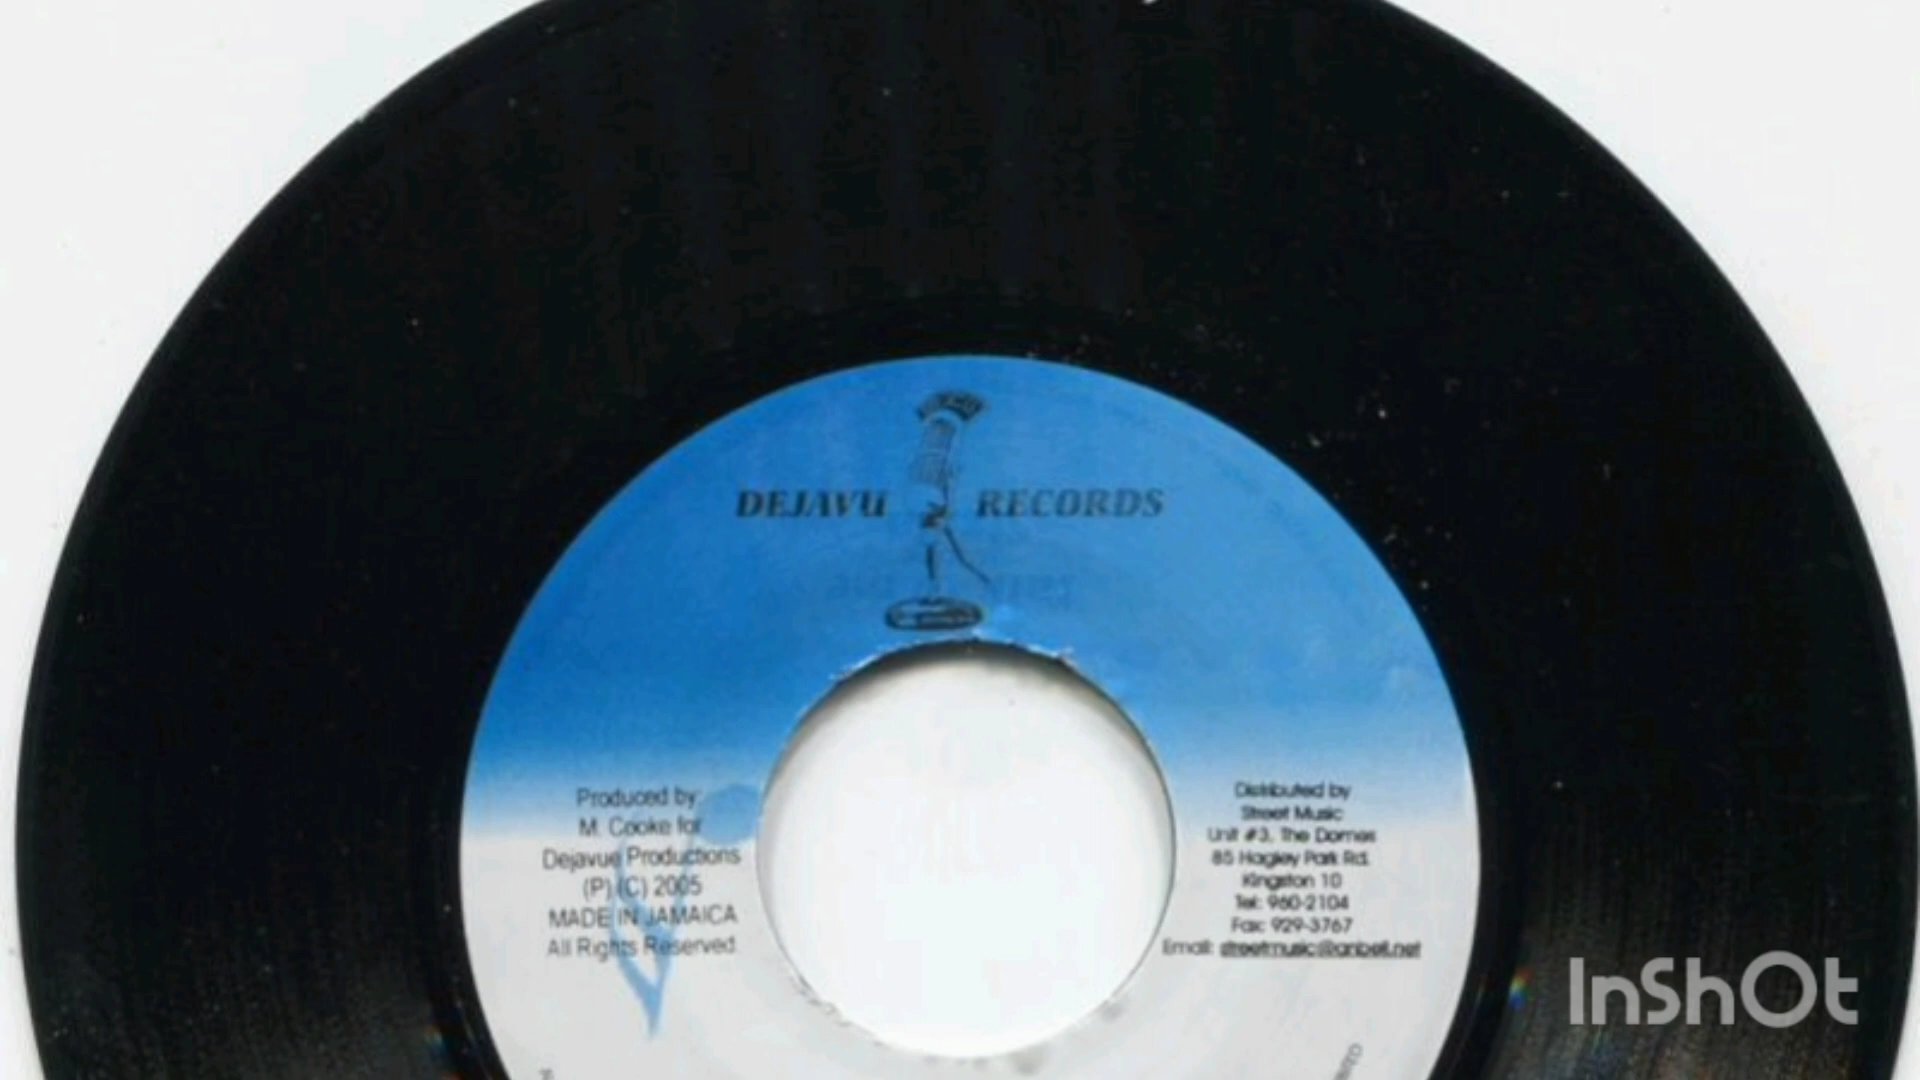 DEJAVU RECORDS
Produced by:
M. Cooke for
Dejavue Productions
(P) (C) 2005
MADE IN JAMAICA
All Rights Reserved
Distributed by
Street Music
Unit #3, The Domes
85 Hagley Park Rd.
Kingston 10
Tel: 960-2104
Fax: 929-3767
Email: streetmusic@anbell.net
InShOt